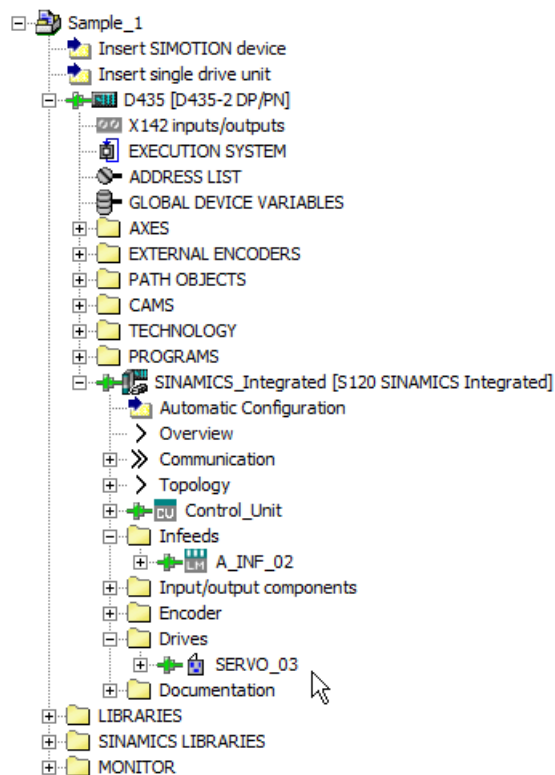 Sample_1
Insert SIMOTION device
Insert single drive unit
D435 [D435-2 DP/PN]
X142 inputs/outputs
EXECUTION SYSTEM
ADDRESS LIST
GLOBAL DEVICE VARIABLES
AXES
EXTERNAL ENCODERS
PATH OBJECTS
CAMS
TECHNOLOGY
PROGRAMS
SINAMICS_Integrated [S120 SINAMICS Integrated]
Automatic Configuration
Overview
Communication
Topology
CU Control_Unit
Infeeds
LM A_INF_02
Input/output components
Encoder
Drives
SERVO_03
Documentation
LIBRARIES
SINAMICS LIBRARIES
MONITOR